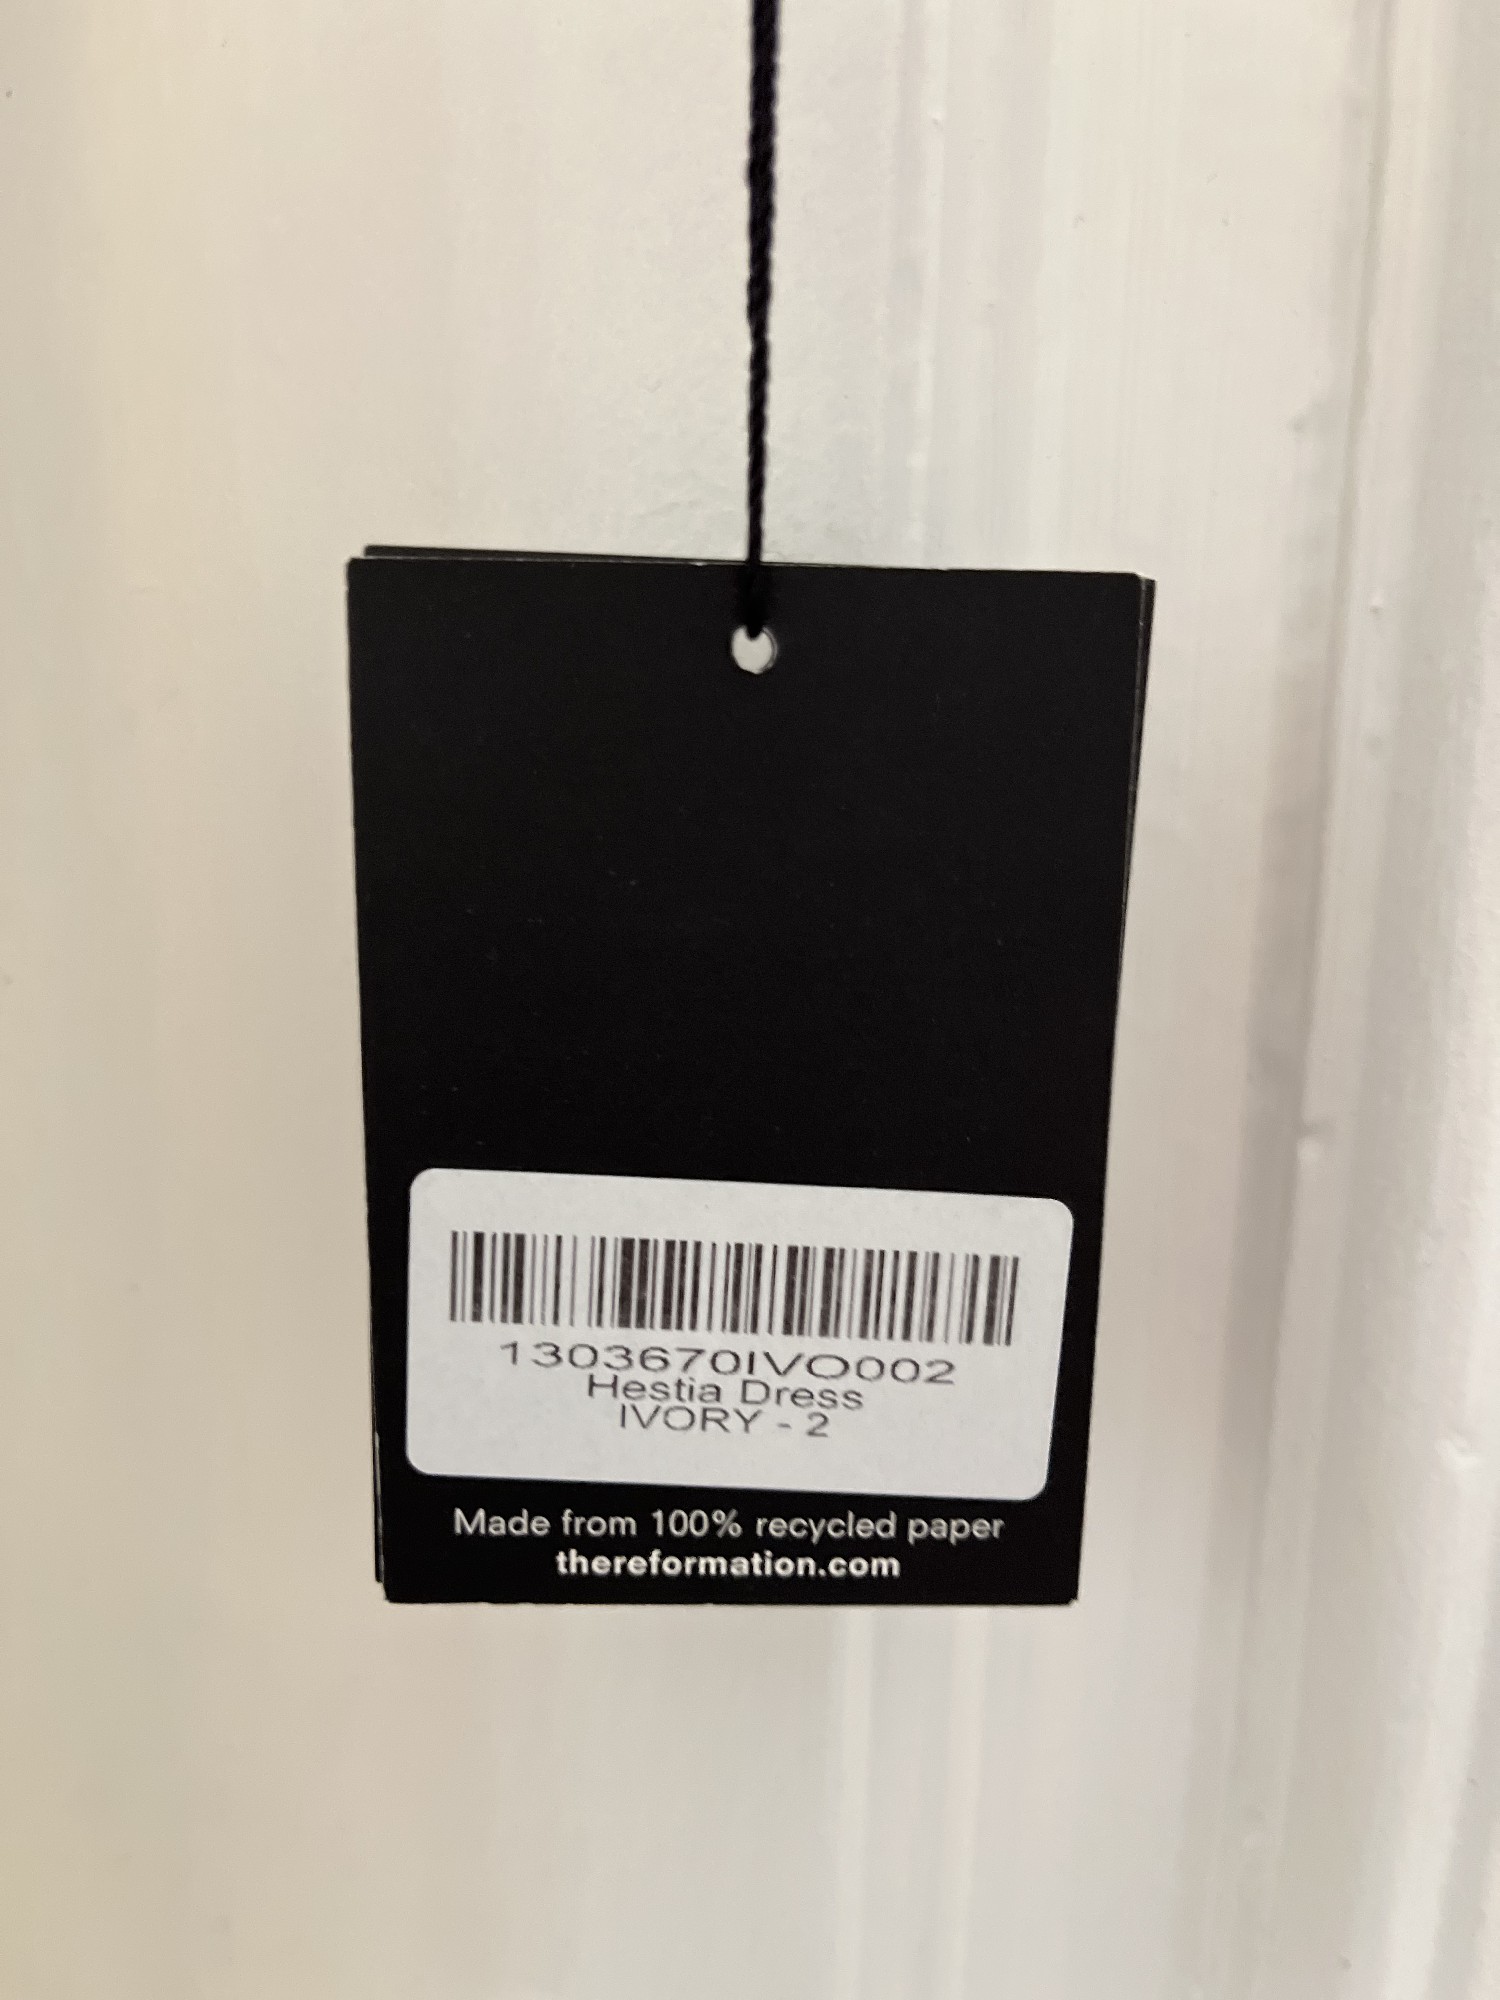 1303670IVO002
Hestia Dress
IVORY - 2
Made from 100% recycled paper
thereformation.com